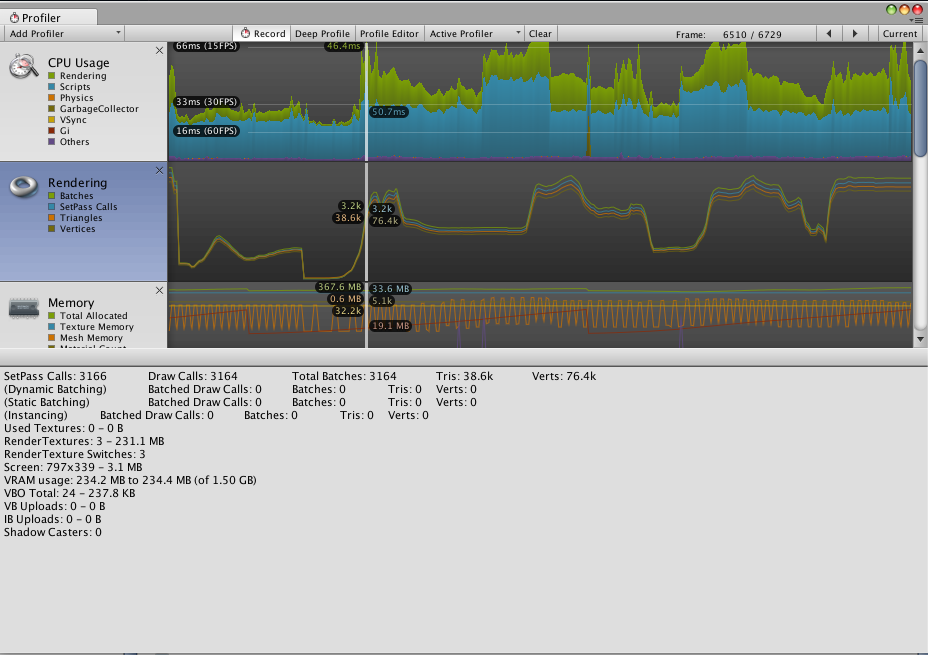 Profiler
Add Profiler Record Deep Profile Profile Editor Active Profiler Clear Frame: 6510 / 6729 Current
CPU Usage
Rendering
Scripts
Physics
GarbageCollector
VSync
Gi
Others
66ms (15FPS)
46.4ms
33ms (30FPS)
50.7ms
16ms (60FPS)
Rendering
Batches
SetPass Calls
Triangles
Vertices
3.2k 3.2k
38.6k 76.4k
Memory
Total Allocated
Texture Memory
Mesh Memory
Material Count
367.6 MB 33.6 MB
0.6 MB 5.1k
32.2k
19.1 MB
SetPass Calls: 3166 Draw Calls: 3164 Total Batches: 3164 Tris: 38.6k Verts: 76.4k
(Dynamic Batching) Batched Draw Calls: 0 Batches: 0 Tris: 0 Verts: 0
(Static Batching) Batched Draw Calls: 0 Batches: 0 Tris: 0 Verts: 0
(Instancing) Batched Draw Calls: 0 Batches: 0 Tris: 0 Verts: 0
Used Textures: 0 - 0 B
RenderTextures: 3 - 231.1 MB
RenderTexture Switches: 3
Screen: 797x339 - 3.1 MB
VRAM usage: 234.2 MB to 234.4 MB (of 1.50 GB)
VBO Total: 24 - 237.8 KB
VB Uploads: 0 - 0 B
IB Uploads: 0 - 0 B
Shadow Casters: 0